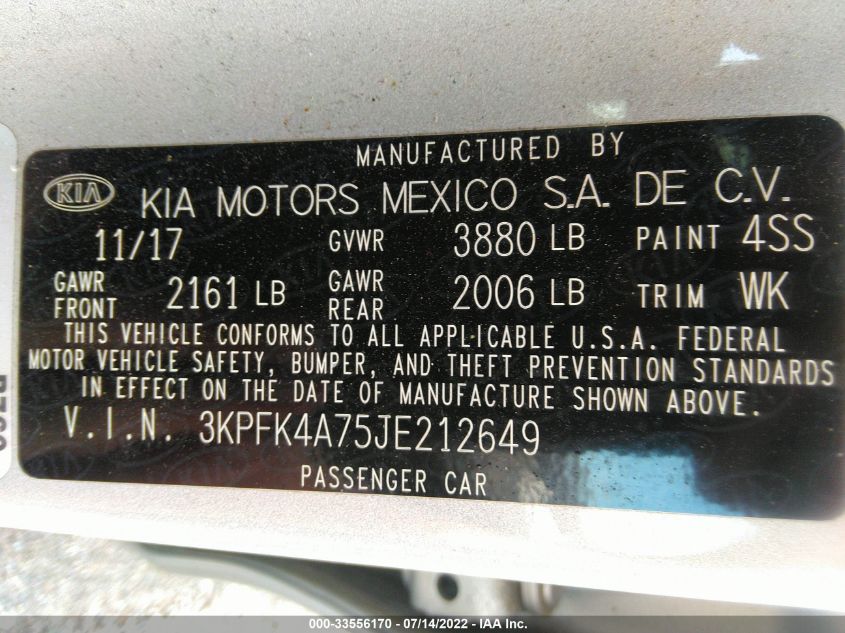 MANUFACTURED BY
KIA KIA MOTORS MEXICO S.A. DE C.V.
11/17 GVWR 3880 LB PAINT 4SS
GAWR FRONT 2161 LB GAWR REAR 2006 LB TRIM WK
THIS VEHICLE CONFORMS TO ALL APPLICABLE U.S.A. FEDERAL
MOTOR VEHICLE SAFETY, BUMPER, AND THEFT PREVENTION STANDARDS
IN EFFECT ON THE DATE OF MANUFACTURE SHOWN ABOVE.
V.I.N. 3KPFK4A75JE212649
PASSENGER CAR
000-33556170 - 07/14/2022 - IAA Inc.